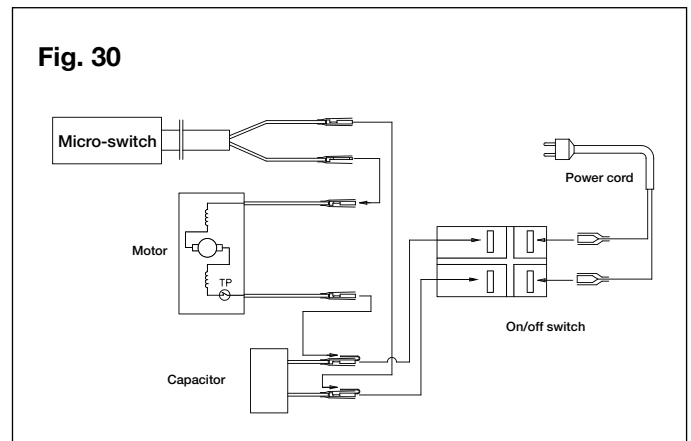 Fig. 30
Micro-switch
Power cord
Motor
TP
On/off switch
Capacitor